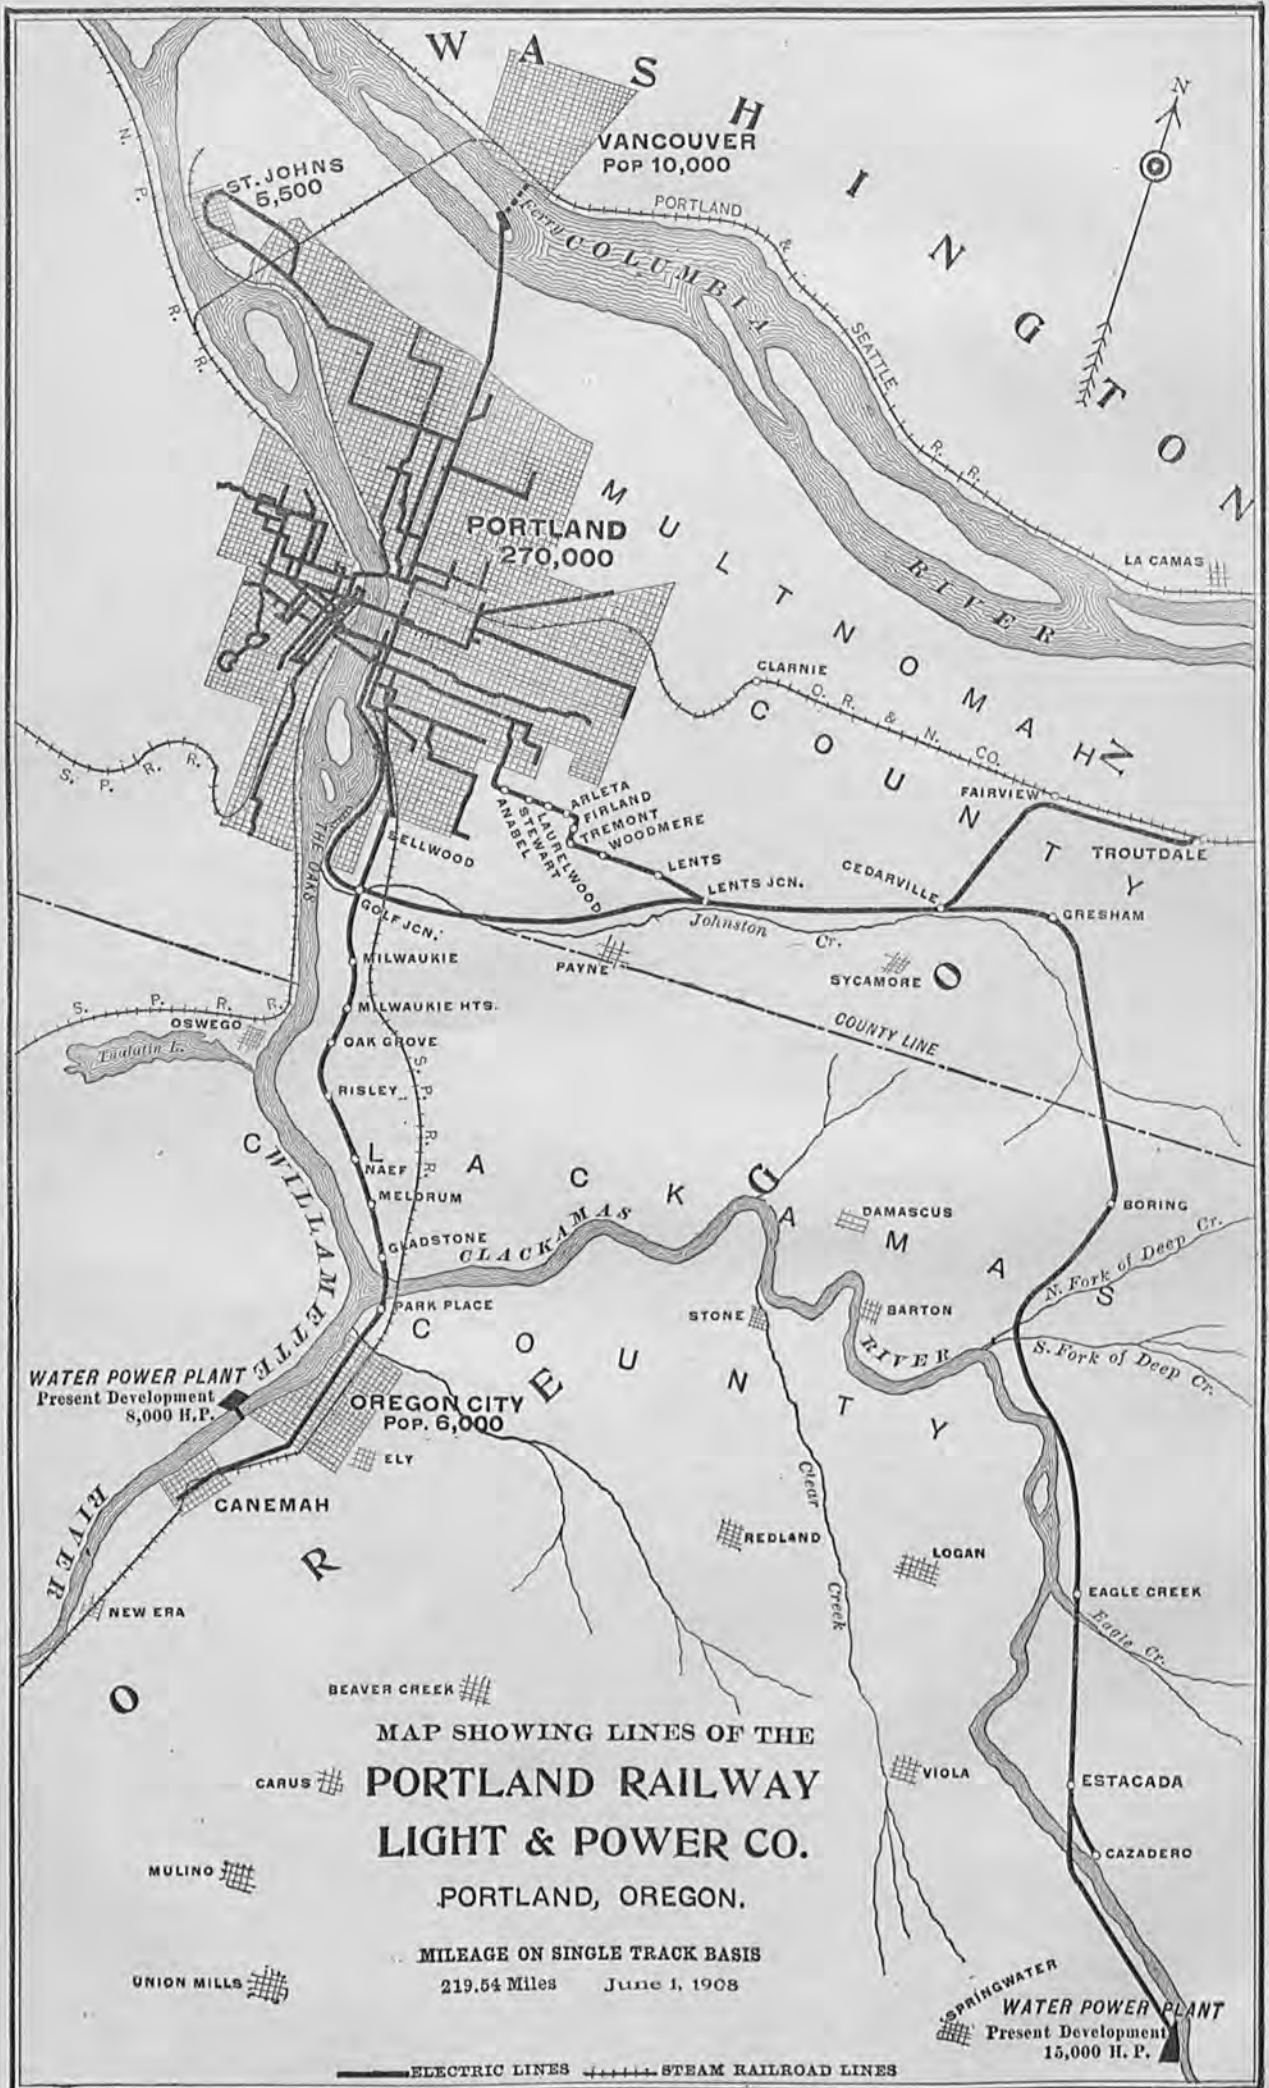 WASHINGTON
N
VANCOUVER
POP 10,000
ST. JOHNS
5,500
N. P. R. R.
PORTLAND & SEATTLE R. R.
Ferry
COLUMBIA
RIVER
LA CAMAS
PORTLAND
270,000
MULTNOMAH
COUNTY
CLARNIE
O. R. & N. CO.
FAIRVIEW
TROUTDALE
S. P. R. R.
ARLETA
FIRLAND
TREMONT
WOODMERE
LAURELWOOD
STEWART
ANABEL
LENTS
LENTS JCN.
CEDARVILLE
GRESHAM
SELLWOOD
THE OAKS
GOLF JCN.
Johnston Cr.
PAYNE
SYCAMORE
COUNTY LINE
MILWAUKIE
MILWAUKIE HTS.
S. P. R. R.
OSWEGO
Tualatin L.
OAK GROVE
RISLEY
S. P. R. R.
NAEF
MELDRUM
GLADSTONE
PARK PLACE
CLACKAMAS
COUNTY
CLACKAMAS
RIVER
DAMASCUS
BORING
N. Fork of Deep Cr.
S. Fork of Deep Cr.
STONE
BARTON
WILLAMETTE
RIVER
WATER POWER PLANT
Present Development
8,000 H.P.
OREGON CITY
POP. 6,000
ELY
CANEMAH
NEW ERA
OREGON
Clear Creek
REDLAND
LOGAN
EAGLE CREEK
Eagle Cr.
BEAVER CREEK
CARUS
VIOLA
ESTACADA
CAZADERO
MULINO
UNION MILLS
MAP SHOWING LINES OF THE
PORTLAND RAILWAY
LIGHT & POWER CO.
PORTLAND, OREGON.
MILEAGE ON SINGLE TRACK BASIS
219.54 Miles June 1, 1908
SPRINGWATER
WATER POWER PLANT
Present Development
15,000 H. P.
ELECTRIC LINES STEAM RAILROAD LINES